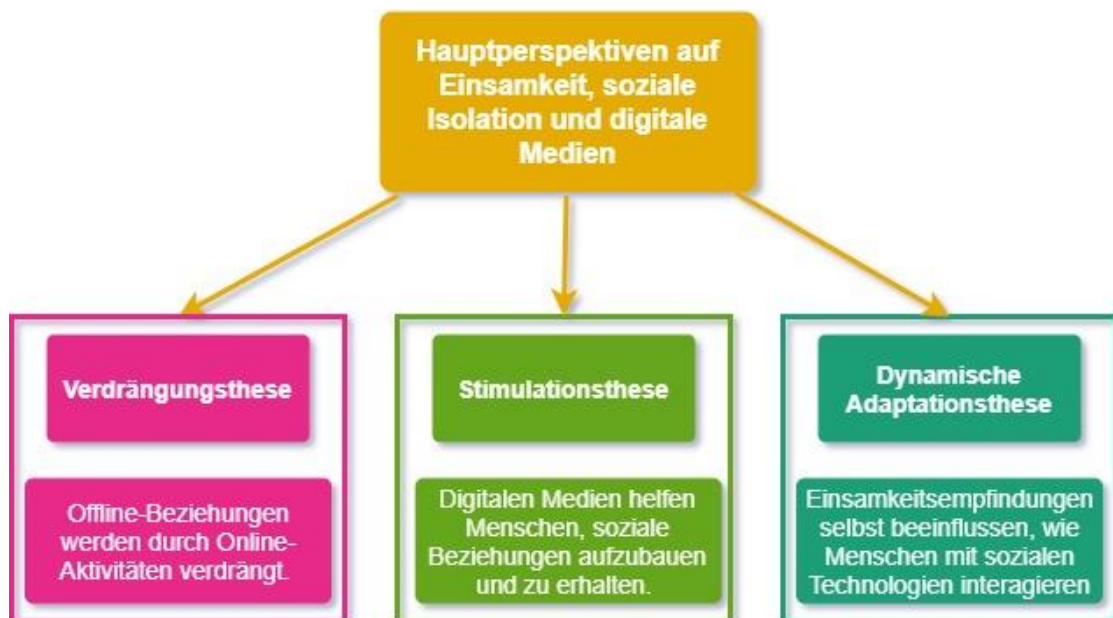 Hauptperspektiven auf
Einsamkeit, soziale
Isolation und digitale
Medien
Verdrängungsthese
Offline-Beziehungen
werden durch Online-
Aktivitäten verdrängt.
Stimulationsthese
Digitalen Medien helfen
Menschen, soziale
Beziehungen aufzubauen
und zu erhalten.
Dynamische
Adaptationsthese
Einsamkeitsempfindungen
selbst beeinflussen, wie
Menschen mit sozialen
Technologien interagieren